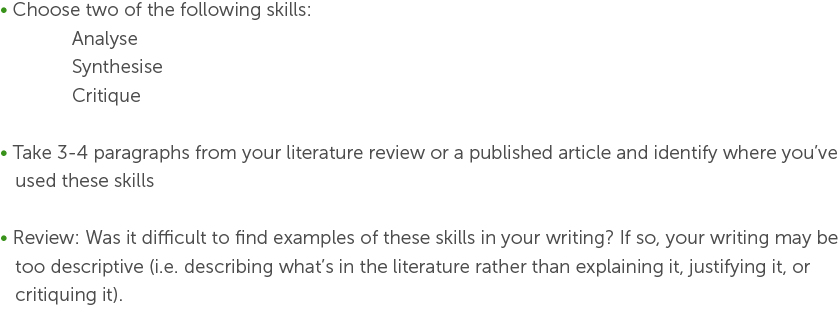 • Choose two of the following skills:
Analyse
Synthesise
Critique
• Take 3-4 paragraphs from your literature review or a published article and identify where you’ve
used these skills
• Review: Was it difficult to find examples of these skills in your writing? If so, your writing may be
too descriptive (i.e. describing what’s in the literature rather than explaining it, justifying it, or
critiquing it).